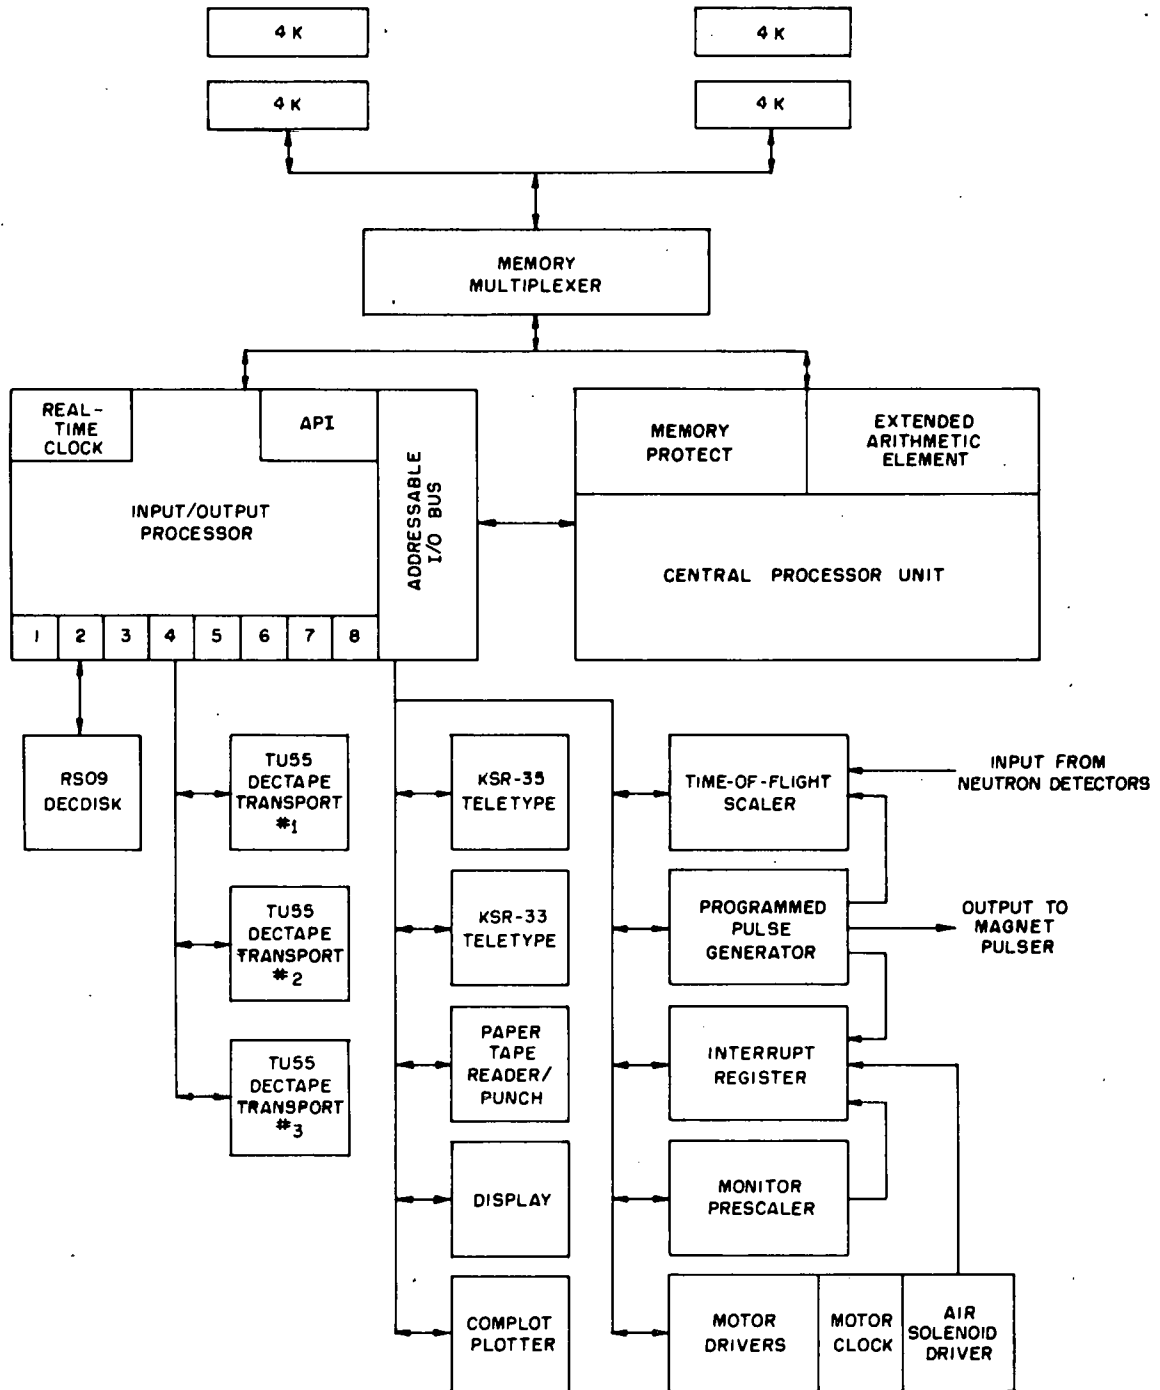 4K
4K
4K
4K
MEMORY
MULTIPLEXER
REAL-
TIME
CLOCK
API
INPUT/OUTPUT
PROCESSOR
ADDRESSABLE
I/O BUS
1 2 3 4 5 6 7 8
MEMORY
PROTECT
EXTENDED
ARITHMETIC
ELEMENT
CENTRAL PROCESSOR UNIT
RS09
DECDISK
TU55
DECTAPE
TRANSPORT
#1
KSR-35
TELETYPE
TIME-OF-FLIGHT
SCALER
INPUT FROM
NEUTRON DETECTORS
TU55
DECTAPE
TRANSPORT
#2
KSR-33
TELETYPE
PROGRAMMED
PULSE
GENERATOR
OUTPUT TO
MAGNET
PULSER
TU55
DECTAPE
TRANSPORT
#3
PAPER
TAPE
READER/
PUNCH
INTERRUPT
REGISTER
DISPLAY
MONITOR
PRESCALER
COMPLOT
PLOTTER
MOTOR
DRIVERS
MOTOR
CLOCK
AIR
SOLENOID
DRIVER